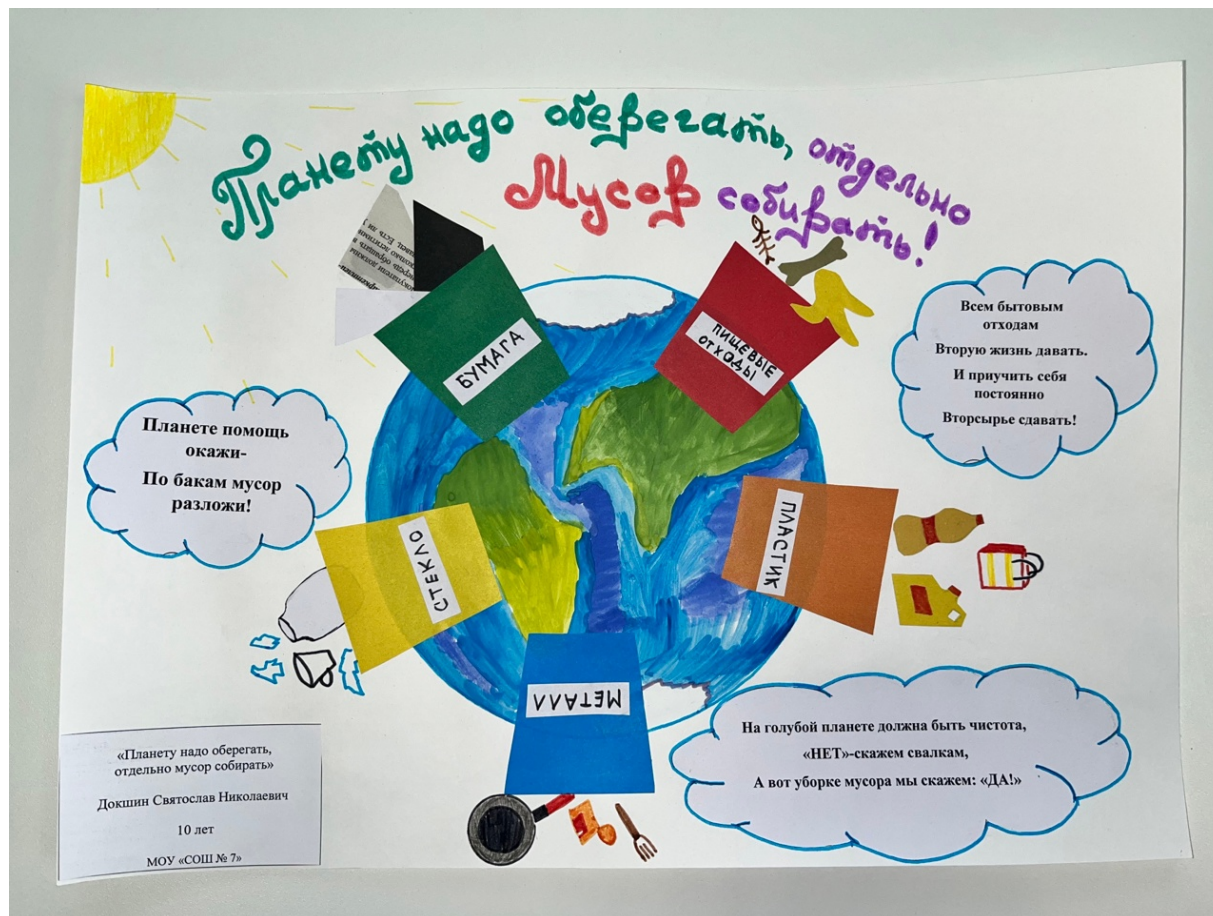 Планету надо оберегать, отдельно
Мусор собирать!
БУМАГА
ПИЩЕВЫЕ
ОТХОДЫ
Всем бытовым
отходам
Вторую жизнь давать.
И приучить себя
постоянно
Вторсырье сдавать!
Планете помощь
окажи-
По бакам мусор
разложи!
СТЕКЛО
ПЛАСТИК
МЕТАЛЛ
На голубой планете должна быть чистота,
«НЕТ»-скажем свалкам,
А вот уборке мусора мы скажем: «ДА!»
«Планету надо оберегать,
отдельно мусор собирать»
Докшин Святослав Николаевич
10 лет
МОУ «СОШ № 7»